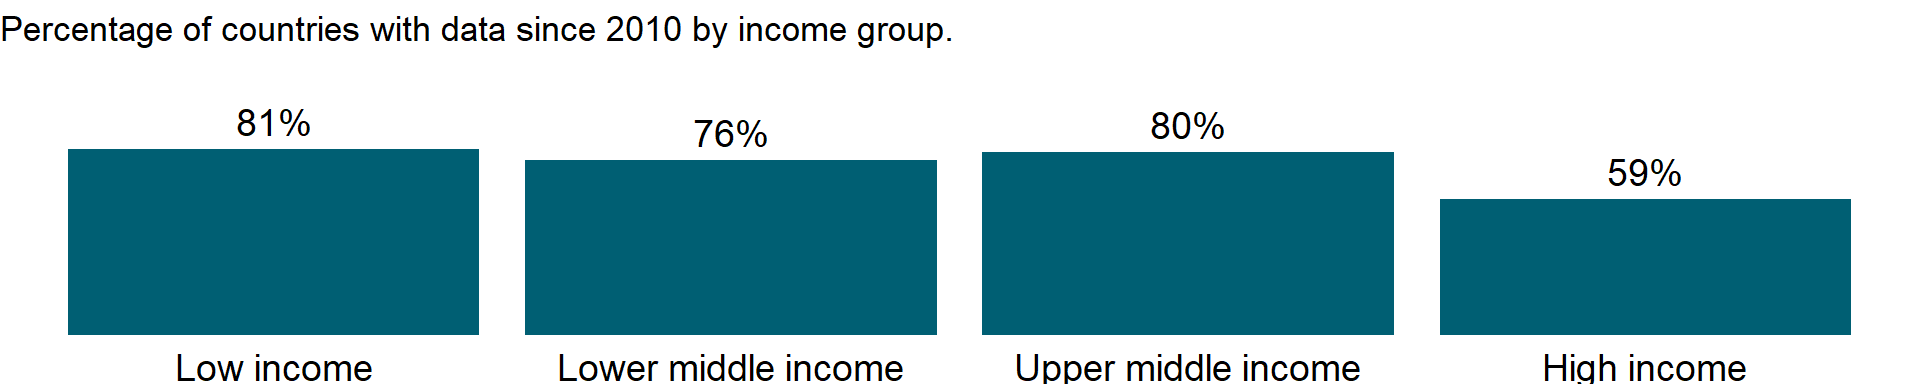 Percentage of countries with data since 2010 by income group.
81%
76%
80%
59%
Low income
Lower middle income
Upper middle income
High income